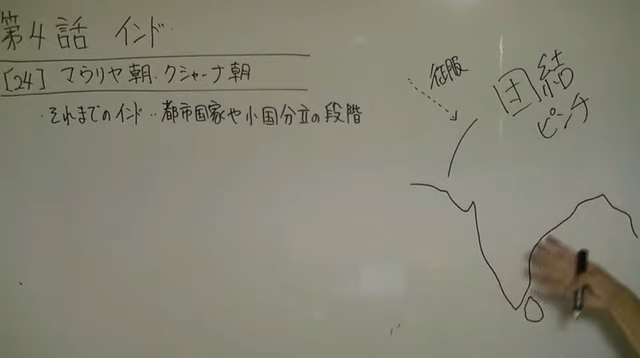 第4話 インド
[24] マウリヤ朝・クシャーナ朝
・それまでのインド‥都市国家や小国分立の段階
征服
団結
ピンチ